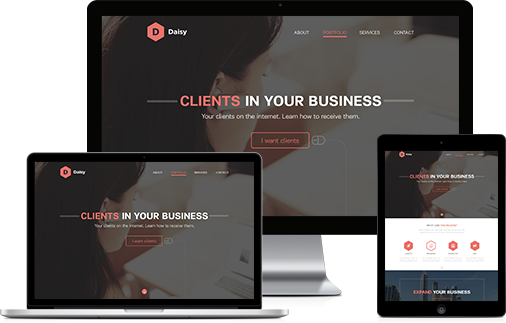 D Daisy
ABOUT PORTFOLIO SERVICES CONTACT
CLIENTS IN YOUR BUSINESS
Your clients on the internet. Learn how to receive them.
I want clients
D Daisy
ABOUT PORTFOLIO SERVICES CONTACT
CLIENTS IN YOUR BUSINESS
Your clients on the internet. Learn how to receive them.
I want clients
Daisy
CLIENTS IN YOUR BUSINESS
EXPAND YOUR BUSINESS